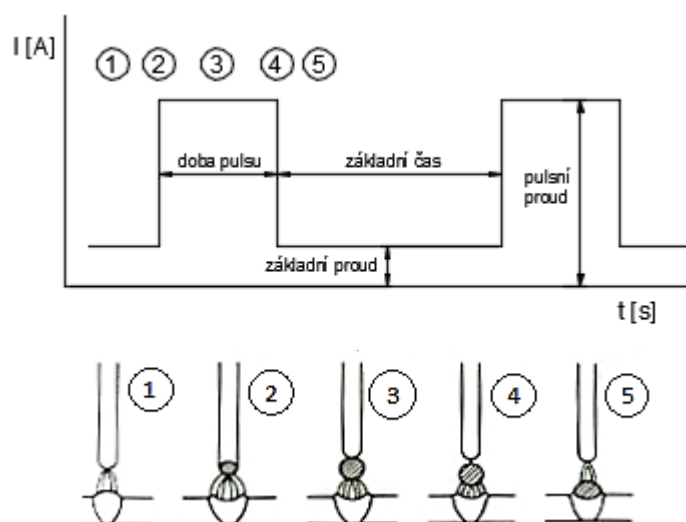 I [A]
1 2 3 4 5
doba pulsu
základní čas
pulsní
proud
základní proud
t [s]
1
2
3
4
5